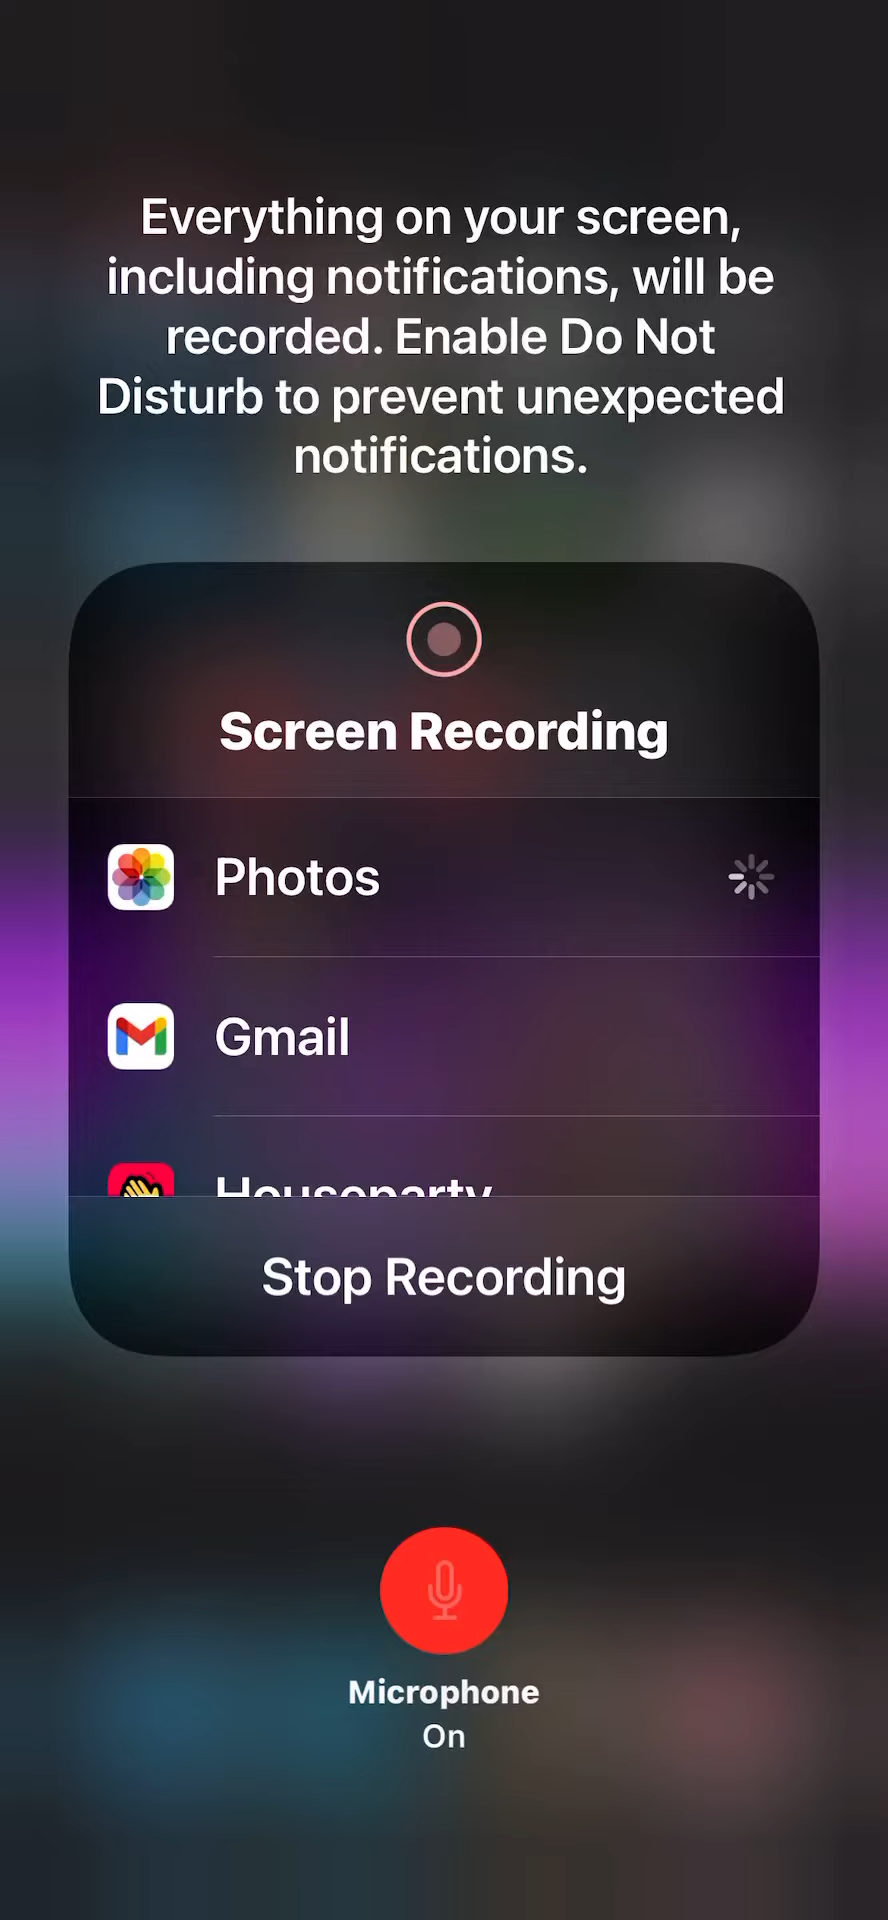 Everything on your screen,
including notifications, will be
recorded. Enable Do Not
Disturb to prevent unexpected
notifications.
Screen Recording
Photos
Gmail
Houseparty
Stop Recording
Microphone
On